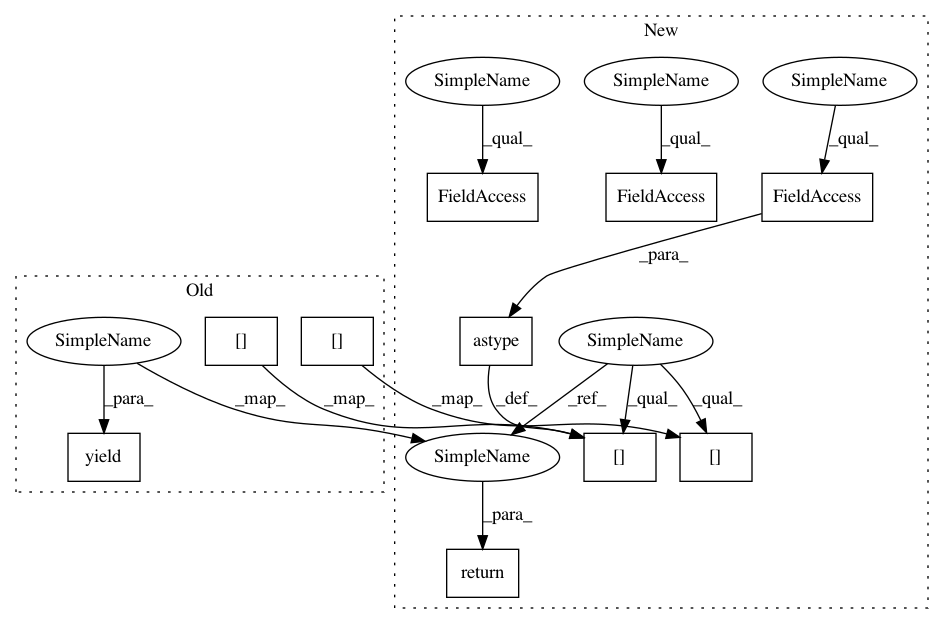 New
SimpleName SimpleName SimpleName
_qual_ _qual_ _qual_
FieldAccess FieldAccess FieldAccess
_para_
Old
SimpleName [] [] astype SimpleName
_para_ _map_ _map_ _map_ _def_ _ref_ _qual_ _qual_
yield SimpleName [] []
_para_
return